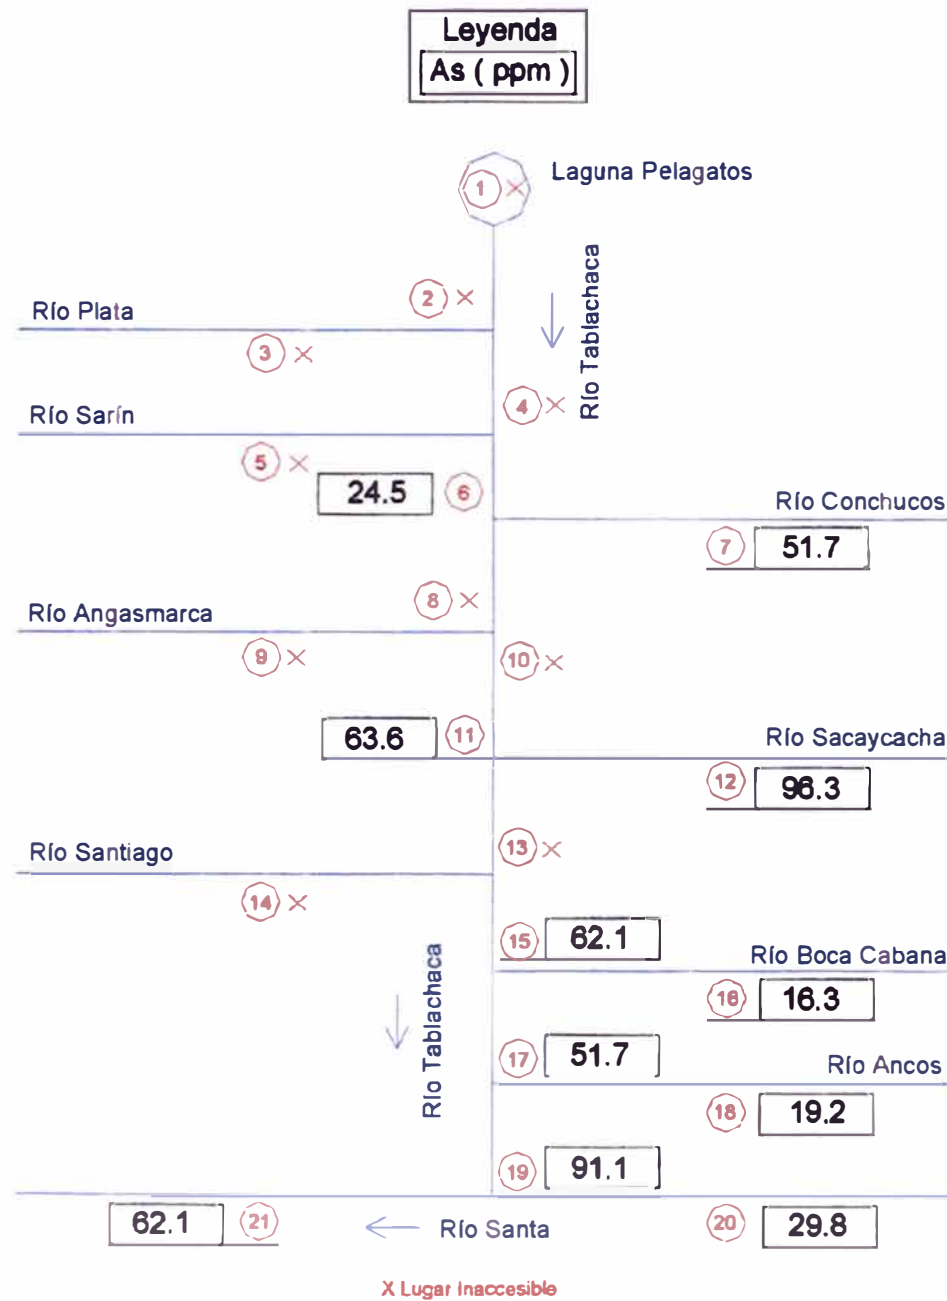 Leyenda
As ( ppm )
1 X Laguna Pelagatos
Río Tablachaca
2 X
Río Plata
3 X
4 X
Río Sarín
5 X
24.5 6
Río Conchucos
7 51.7
8 X
Río Angasmarca
9 X
10 X
63.6 11
Río Sacaycacha
12 96.3
13 X
Río Santiago
14 X
15 62.1
Río Tablachaca
Río Boca Cabana
16 16.3
17 51.7
Río Ancos
18 19.2
19 91.1
62.1 21
Río Santa
20 29.8
X Lugar Inaccesible